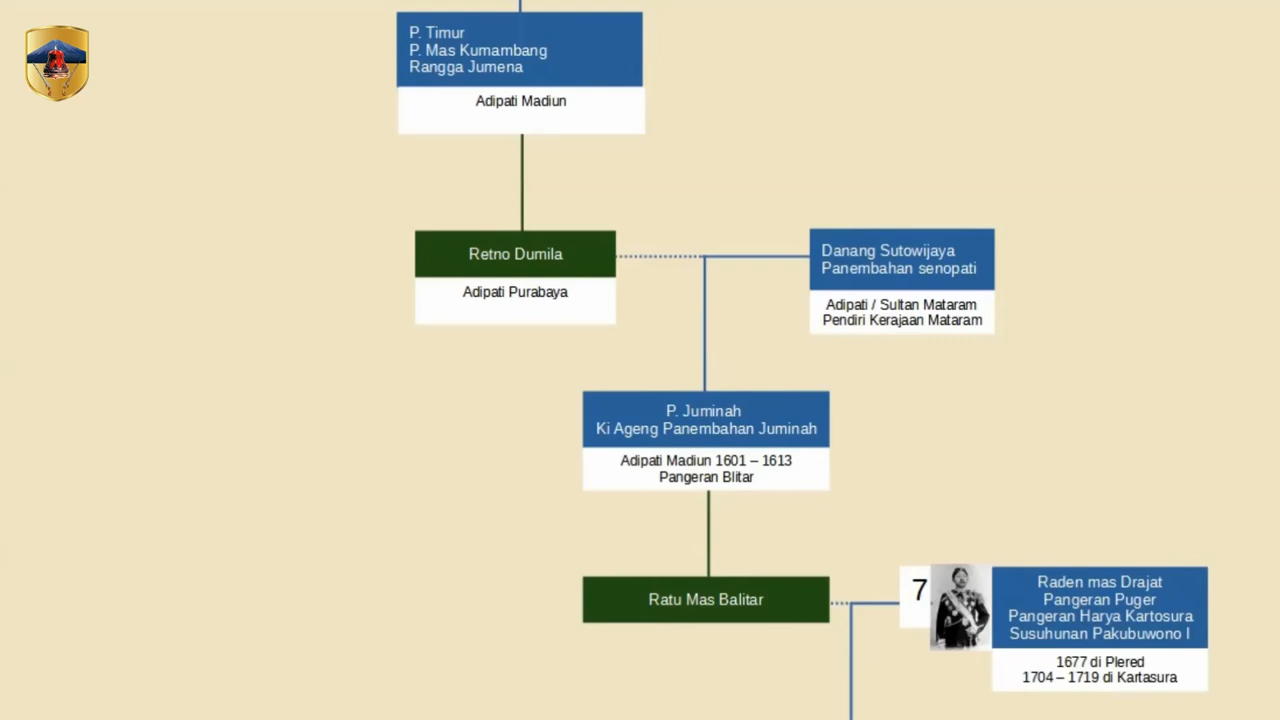 P. Timur
P. Mas Kumambang
Rangga Jumena
Adipati Madiun
Retno Dumila
Adipati Purabaya
Danang Sutowijaya
Panembahan senopati
Adipati / Sultan Mataram
Pendiri Kerajaan Mataram
P. Juminah
Ki Ageng Panembahan Juminah
Adipati Madiun 1601 – 1613
Pangeran Blitar
Ratu Mas Balitar
7
Raden mas Drajat
Pangeran Puger
Pangeran Harya Kartosura
Susuhunan Pakubuwono I
1677 di Plered
1704 – 1719 di Kartasura